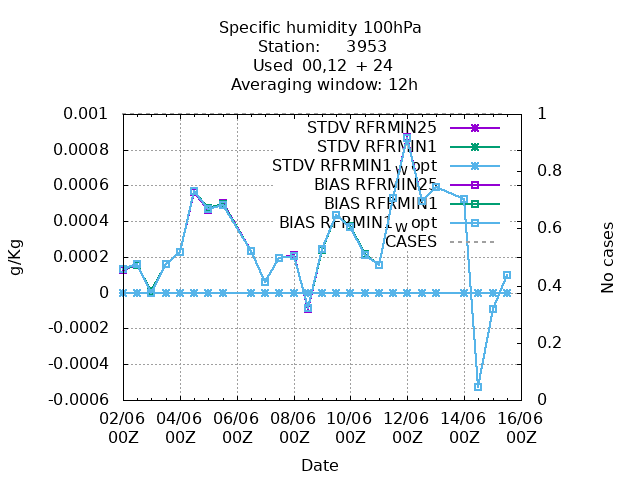 Specific humidity 100hPa
Station: 3953
Used 00,12 + 24
Averaging window: 12h
STDV RFRMIN25
STDV RFRMIN1
STDV RFRMIN1_w opt
BIAS RFRMIN25
BIAS RFRMIN1
BIAS RFRMIN1_w opt
CASES
0.001
0.0008
0.0006
0.0004
0.0002
0
-0.0002
-0.0004
-0.0006
g/Kg
1
0.8
0.6
0.4
0.2
0
No cases
02/06 04/06 06/06 08/06 10/06 12/06 14/06 16/06
00Z 00Z 00Z 00Z 00Z 00Z 00Z 00Z
Date